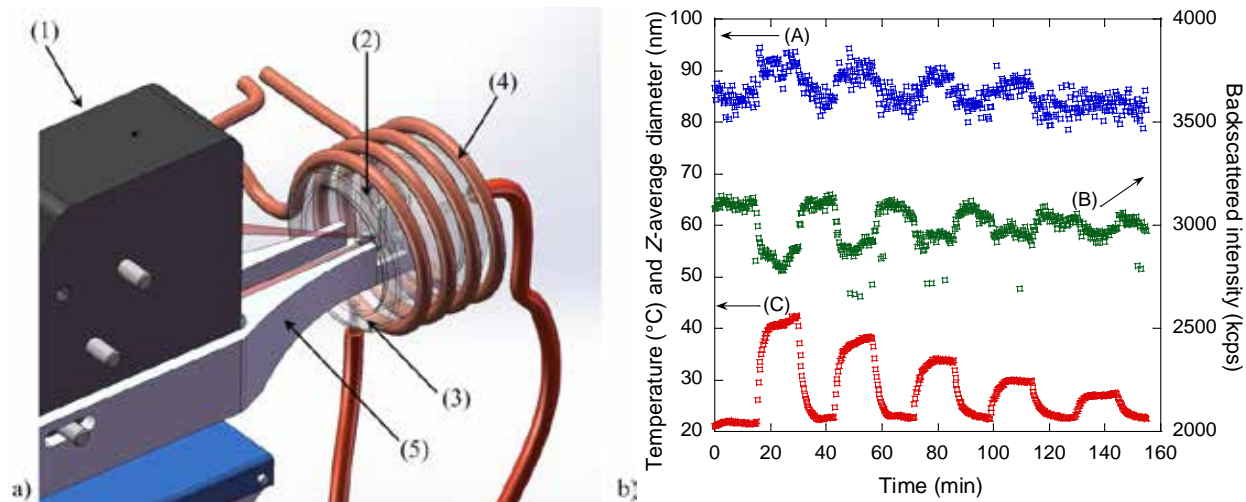 (1)
(2)
(4)
(3)
(5)
a)
b)
100
90
80
70
60
50
40
30
20
Temperature (°C) and Z-average diameter (nm)
4000
3500
3000
2500
2000
Backscattered intensity (kcps)
(A)
(B)
(C)
0 20 40 60 80 100 120 140 160
Time (min)